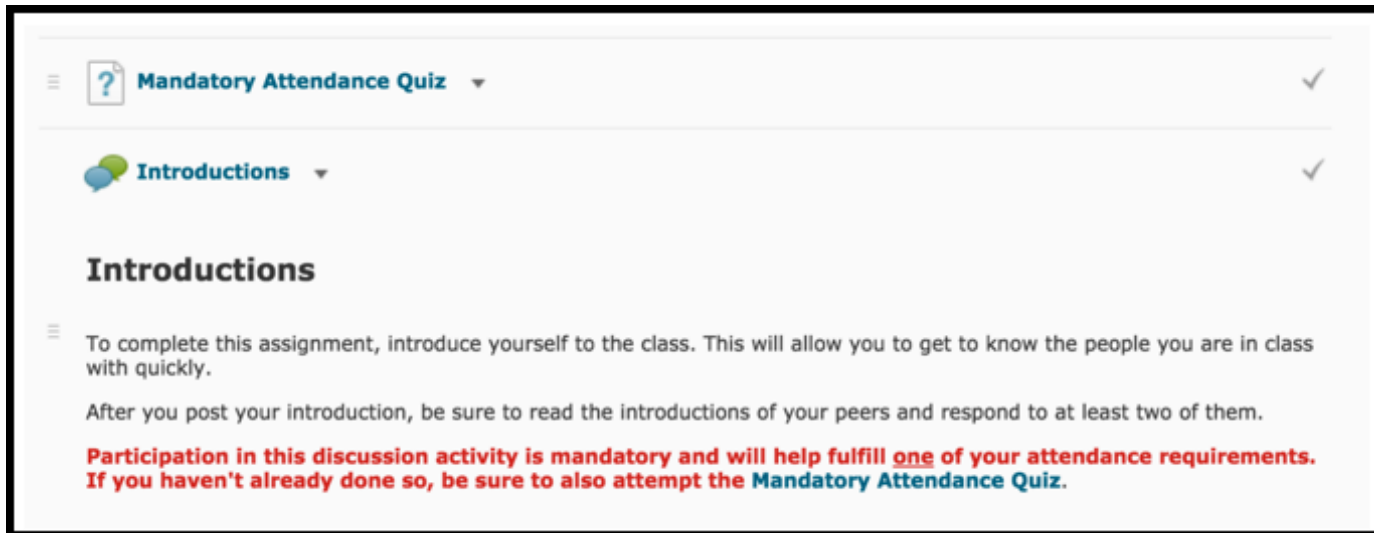 Mandatory Attendance Quiz
Introductions
Introductions
To complete this assignment, introduce yourself to the class. This will allow you to get to know the people you are in class
with quickly.
After you post your introduction, be sure to read the introductions of your peers and respond to at least two of them.
Participation in this discussion activity is mandatory and will help fulfill one of your attendance requirements.
If you haven't already done so, be sure to also attempt the Mandatory Attendance Quiz.